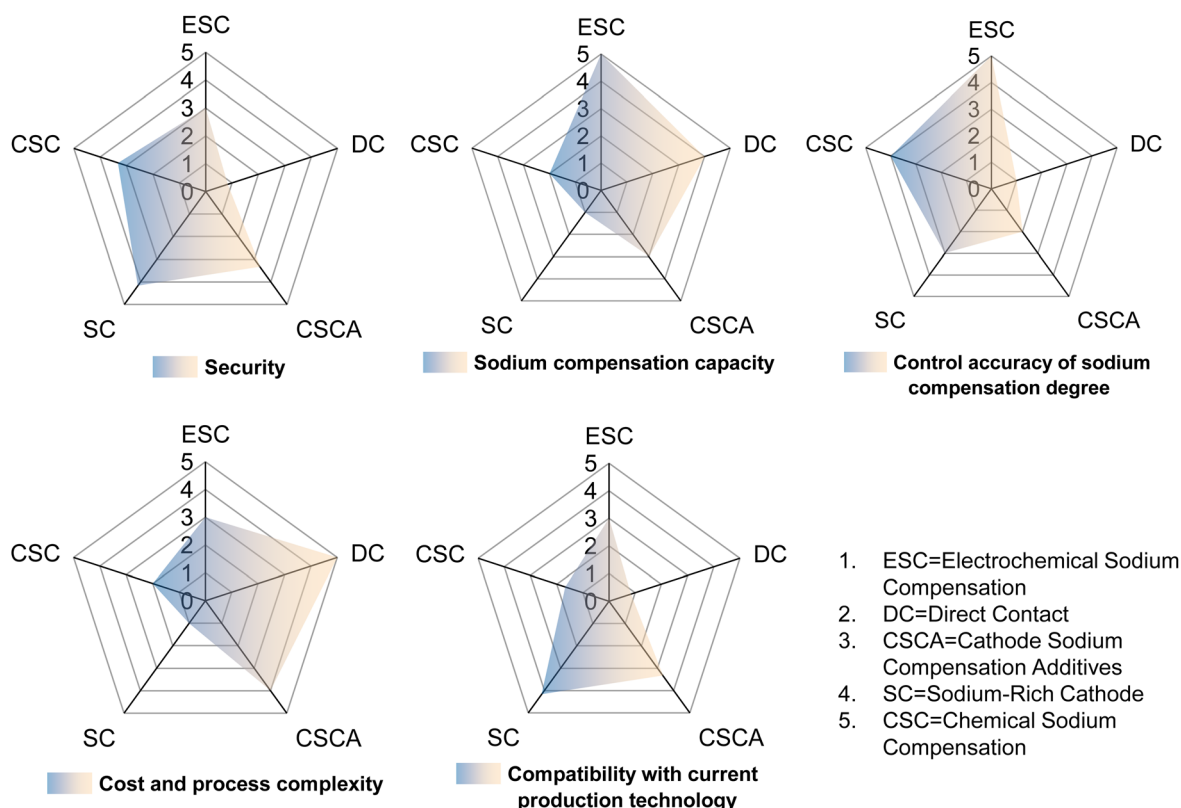 ESC
5
4
3
2
1
0
CSC
DC
SC
CSCA
Security
ESC
5
4
3
2
1
0
CSC
DC
SC
CSCA
Sodium compensation capacity
ESC
5
4
3
2
1
0
CSC
DC
SC
CSCA
Control accuracy of sodium
compensation degree
ESC
5
4
3
2
1
0
CSC
DC
SC
CSCA
Cost and process complexity
ESC
5
4
3
2
1
0
CSC
DC
SC
CSCA
Compatibility with current
production technology
1. ESC=Electrochemical Sodium
Compensation
2. DC=Direct Contact
3. CSCA=Cathode Sodium
Compensation Additives
4. SC=Sodium-Rich Cathode
5. CSC=Chemical Sodium
Compensation